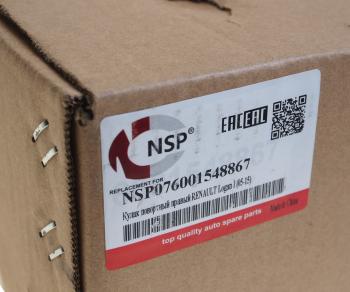 NSP®
EAC EAC
REPLACEMENT FOR
NSP076001548867
Кулак повортный правый RENAULT Logan I (05-15)
Made in China
top quality auto spare parts